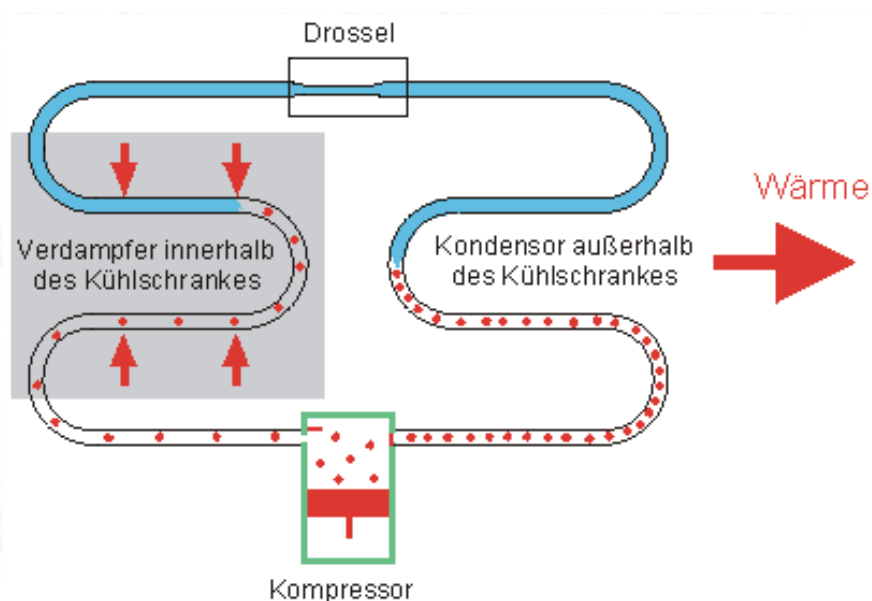 Drossel
Wärme
Verdampfer innerhalb
des Kühlschrankes
Kondensor außerhalb
des Kühlschrankes
Kompressor